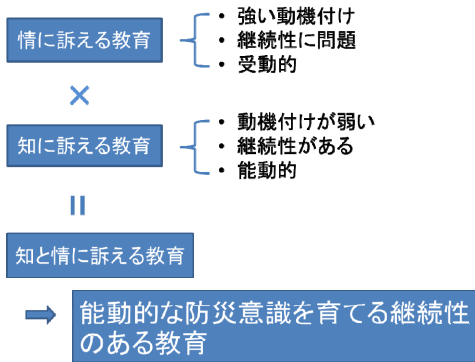 情に訴える教育
・ 強い動機付け
・ 継続性に問題
・ 受動的
×
知に訴える教育
・ 動機付けが弱い
・ 継続性がある
・ 能動的
=
知と情に訴える教育
⇒ 能動的な防災意識を育てる継続性
のある教育